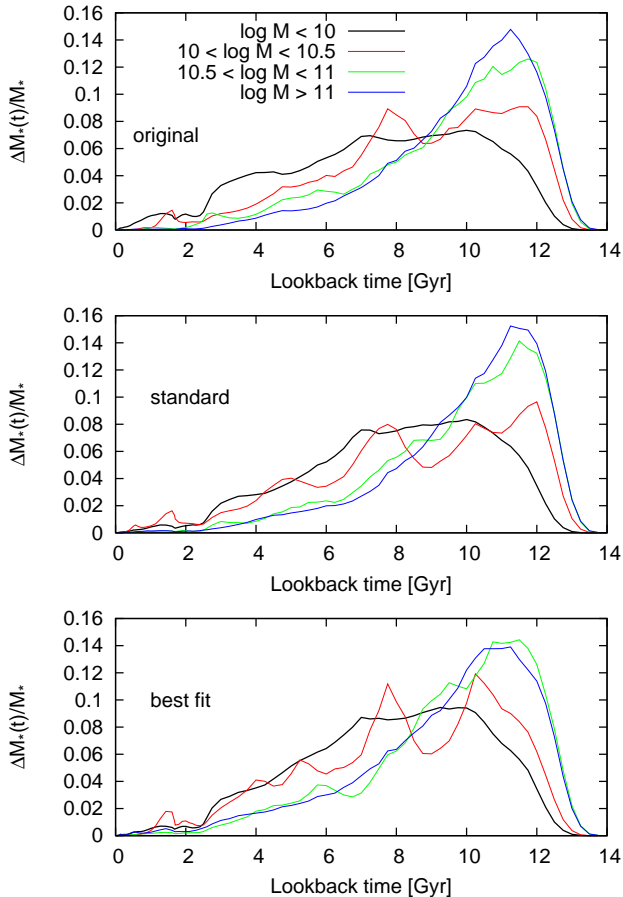 0.16
0.14
0.12
0.1
0.08
0.06
0.04
0.02
0
ΔM*(t)/M*
log M < 10
10 < log M < 10.5
10.5 < log M < 11
log M > 11
original
0 2 4 6 8 10 12 14
Lookback time [Gyr]
0.16
0.14
0.12
0.1
0.08
0.06
0.04
0.02
0
ΔM*(t)/M*
standard
0 2 4 6 8 10 12 14
Lookback time [Gyr]
0.16
0.14
0.12
0.1
0.08
0.06
0.04
0.02
0
ΔM*(t)/M*
best fit
0 2 4 6 8 10 12 14
Lookback time [Gyr]